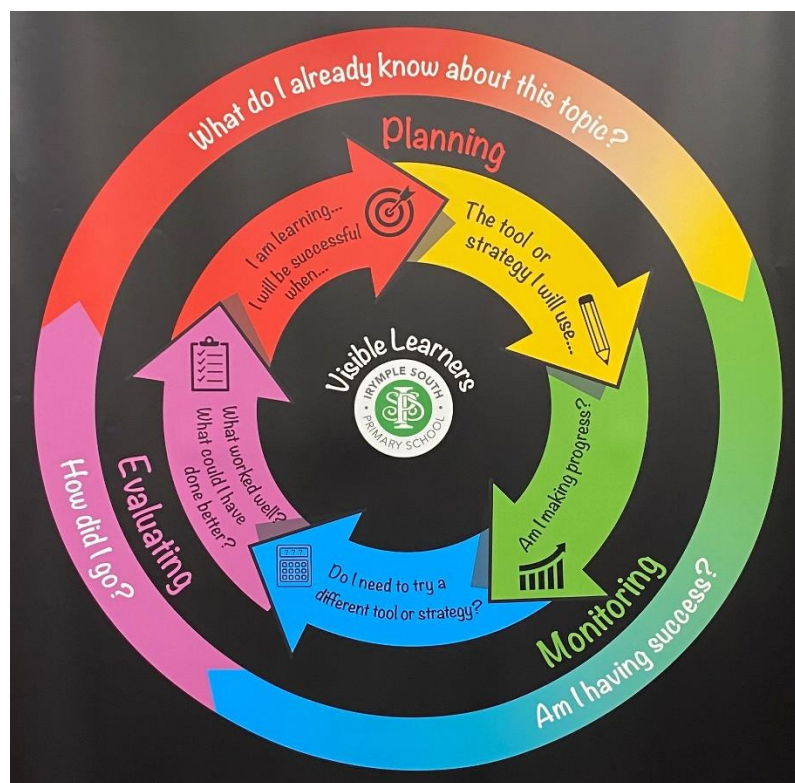 What do I already know about this topic?
Planning
I am learning...
I will be successful
when...
The tool or
strategy I will use...
Am I making progress?
Monitoring
Am I having success?
Do I need to try a
different tool or strategy?
Evaluating
How did I go?
What worked well?
What could I have
done better?
Visible Learners
IRYMPLE SOUTH
PRIMARY SCHOOL
SIPS
???